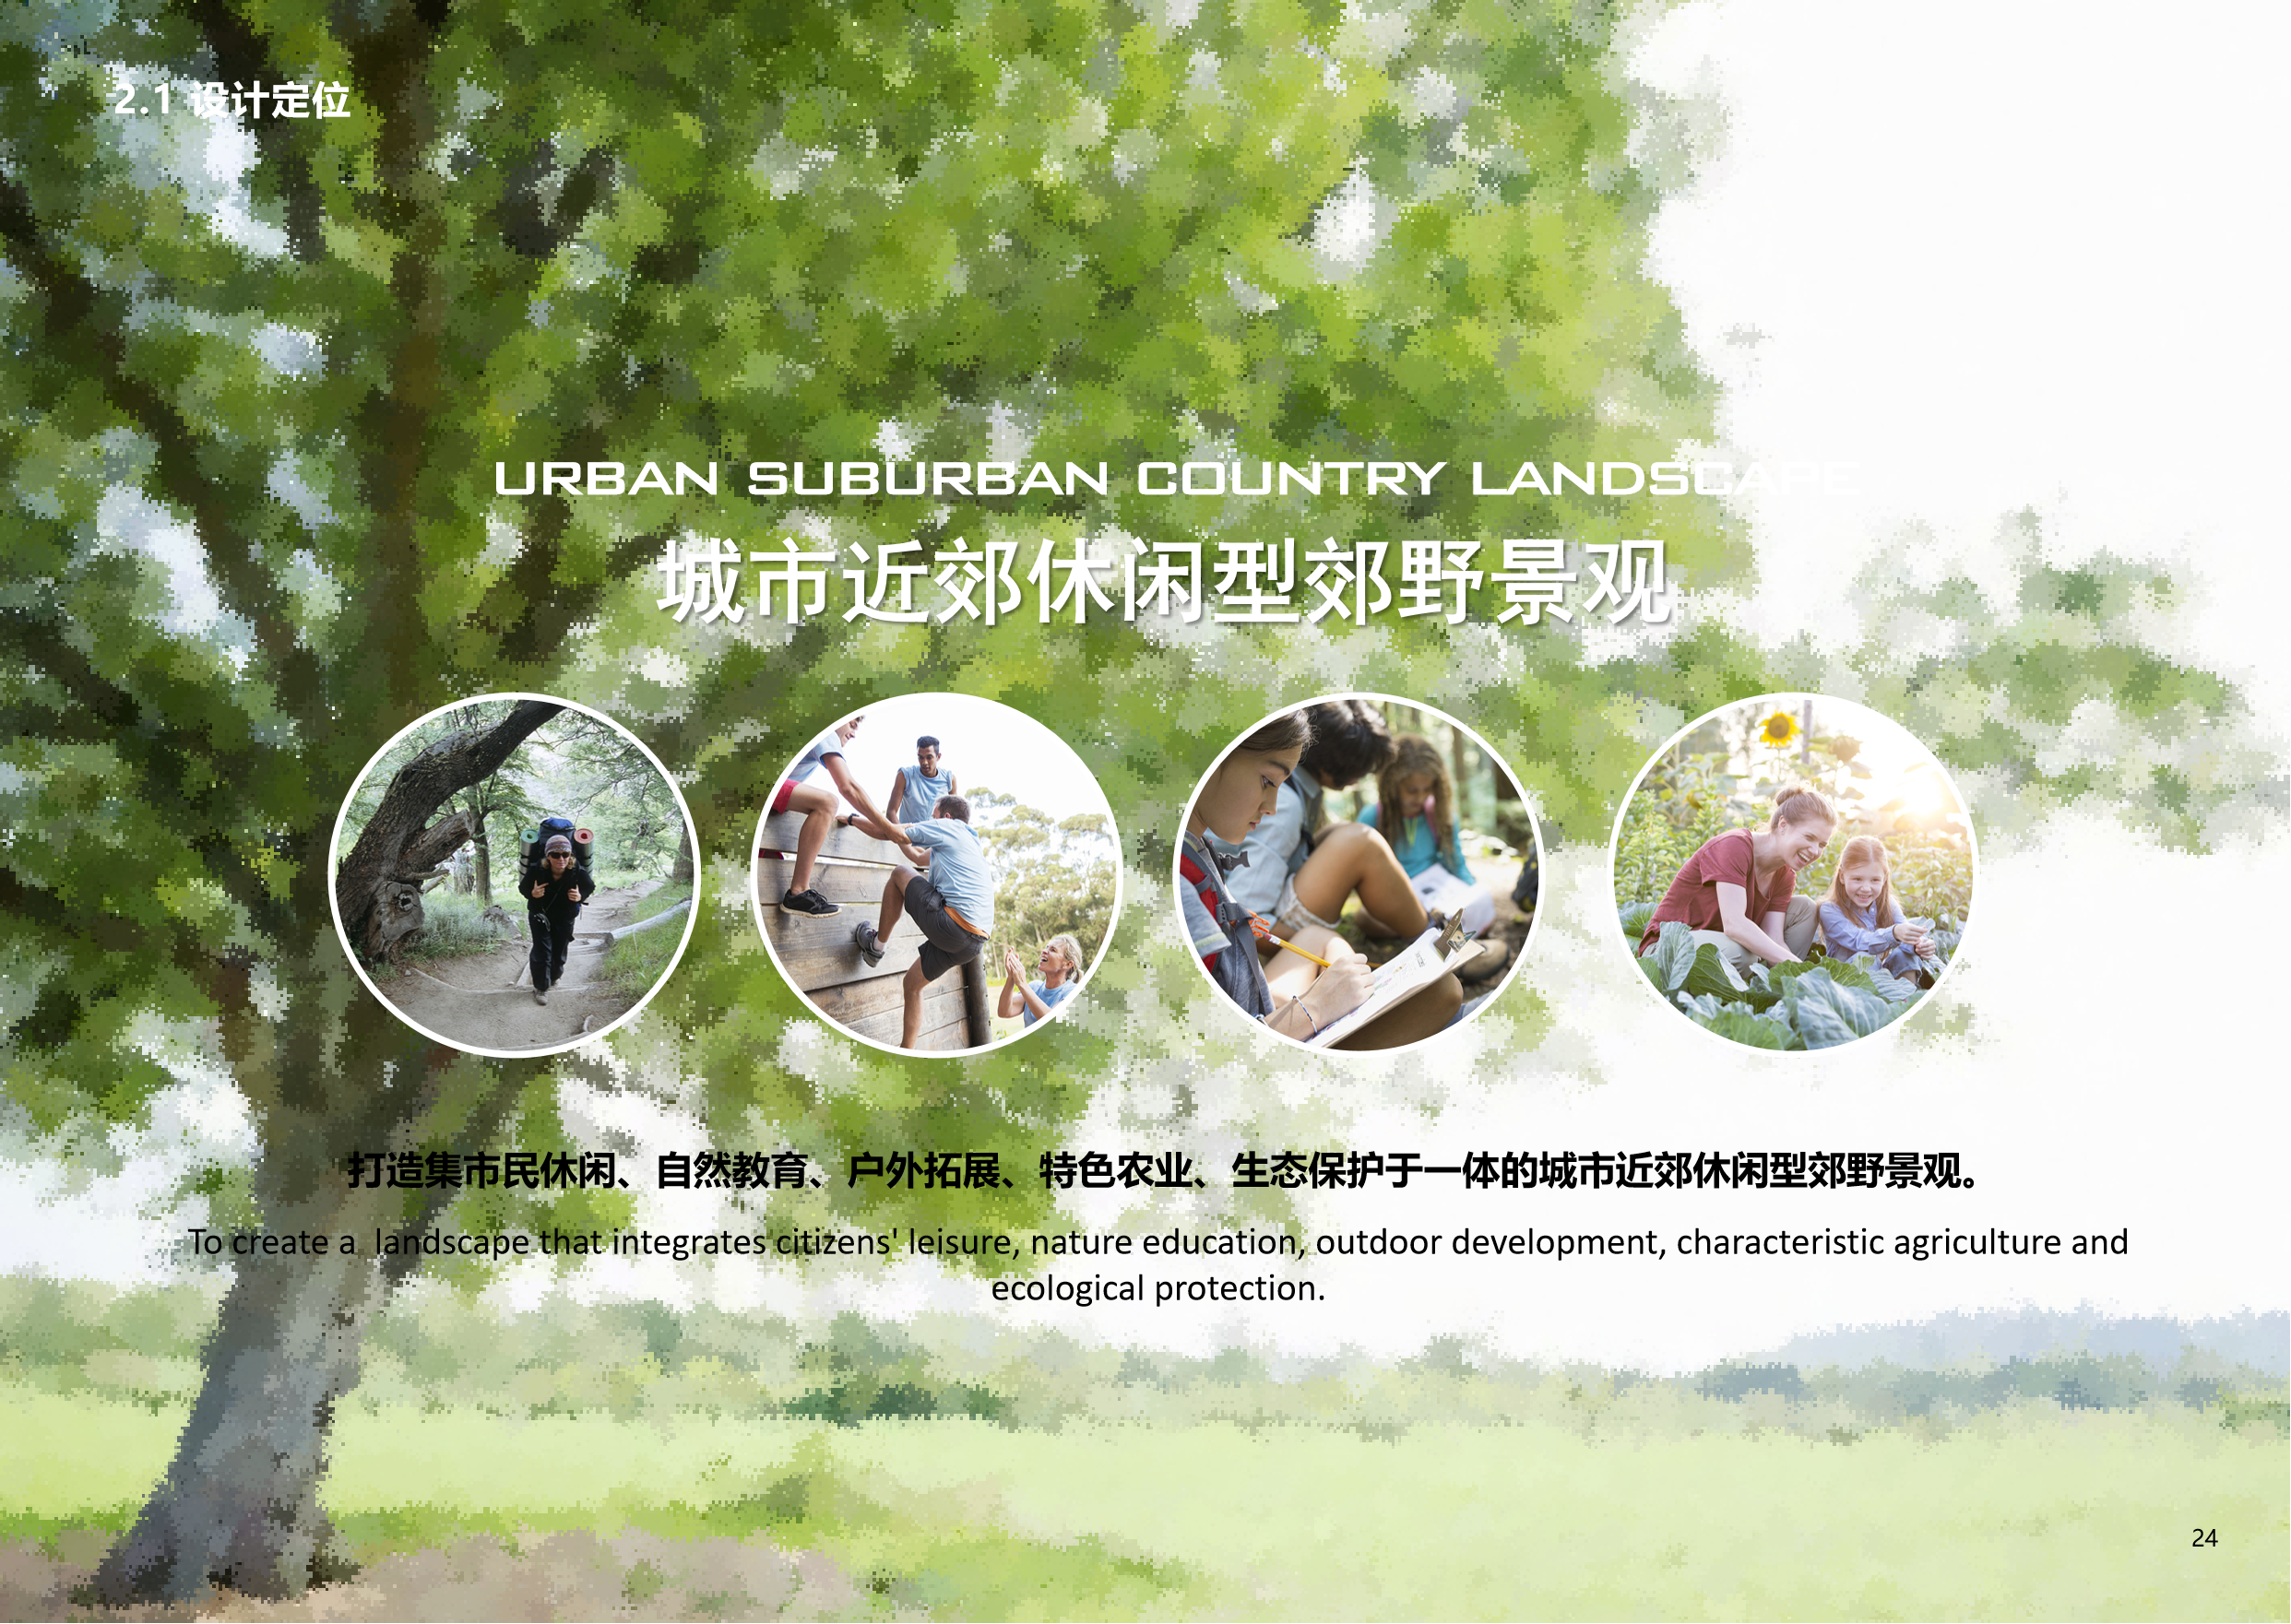 2.1 设计定位
URBAN SUBURBAN COUNTRY LANDSCAPE
城市近郊休闲型郊野景观
打造集市民休闲、自然教育、户外拓展、特色农业、生态保护于一体的城市近郊休闲型郊野景观。
To create a landscape that integrates citizens' leisure, nature education, outdoor development, characteristic agriculture and
ecological protection.
24